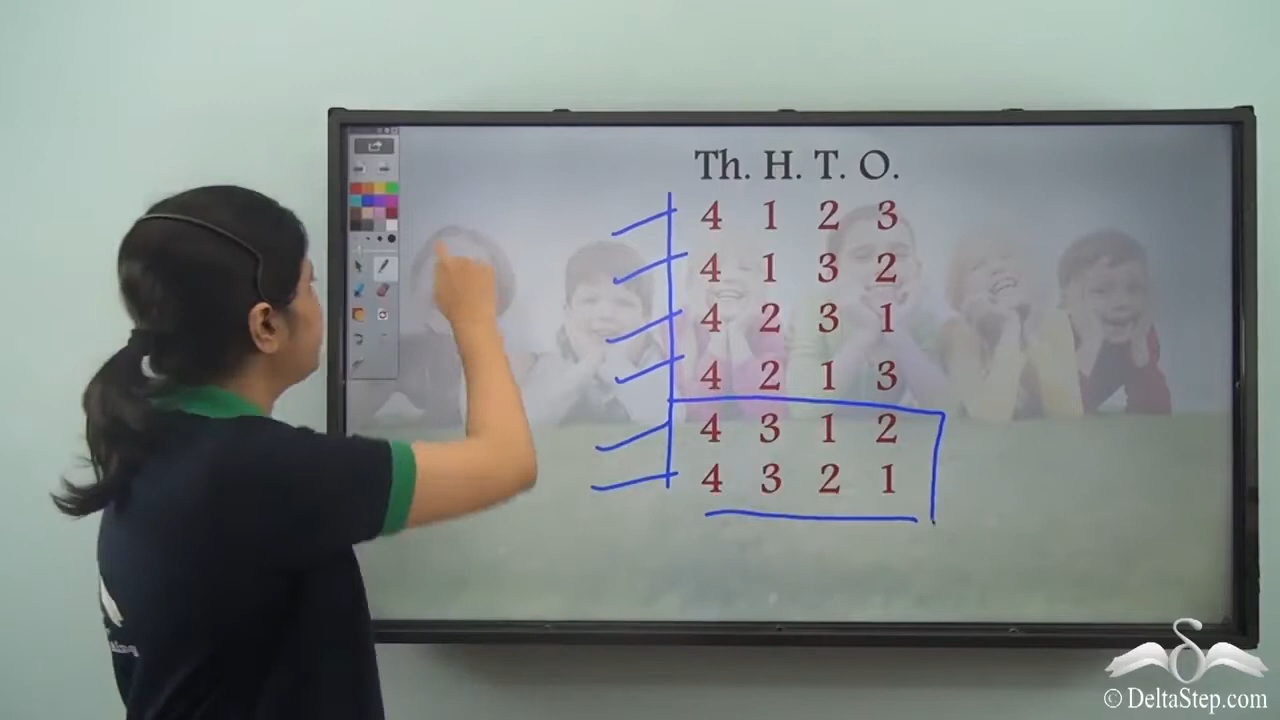 Th. H. T. O.
4 1 2 3
4 1 3 2
4 2 3 1
4 2 1 3
4 3 1 2
4 3 2 1
© DeltaStep.com